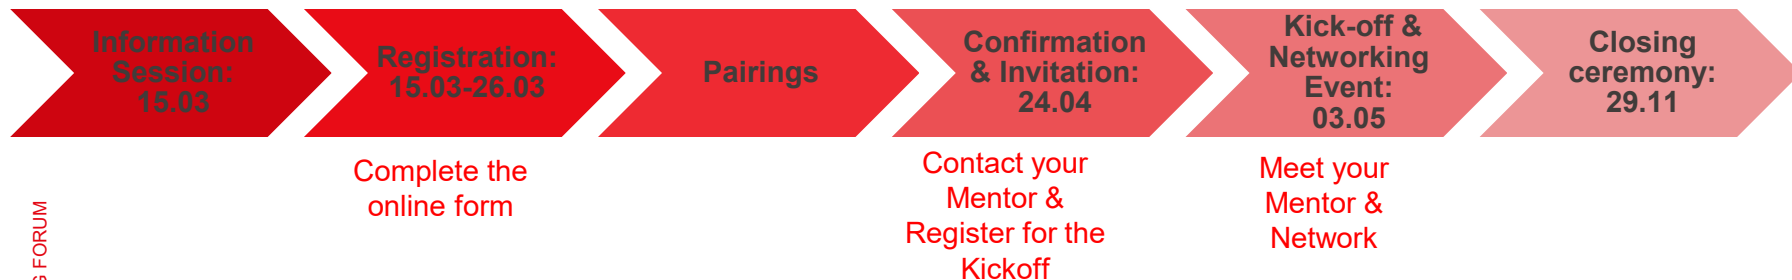 Information
Session:
15.03
Registration:
15.03-26.03
Pairings
Confirmation
& Invitation:
24.04
Kick-off &
Networking
Event:
03.05
Closing
ceremony:
29.11
Complete the
online form
Contact your
Mentor &
Register for the
Kickoff
Meet your
Mentor &
Network
FORUM